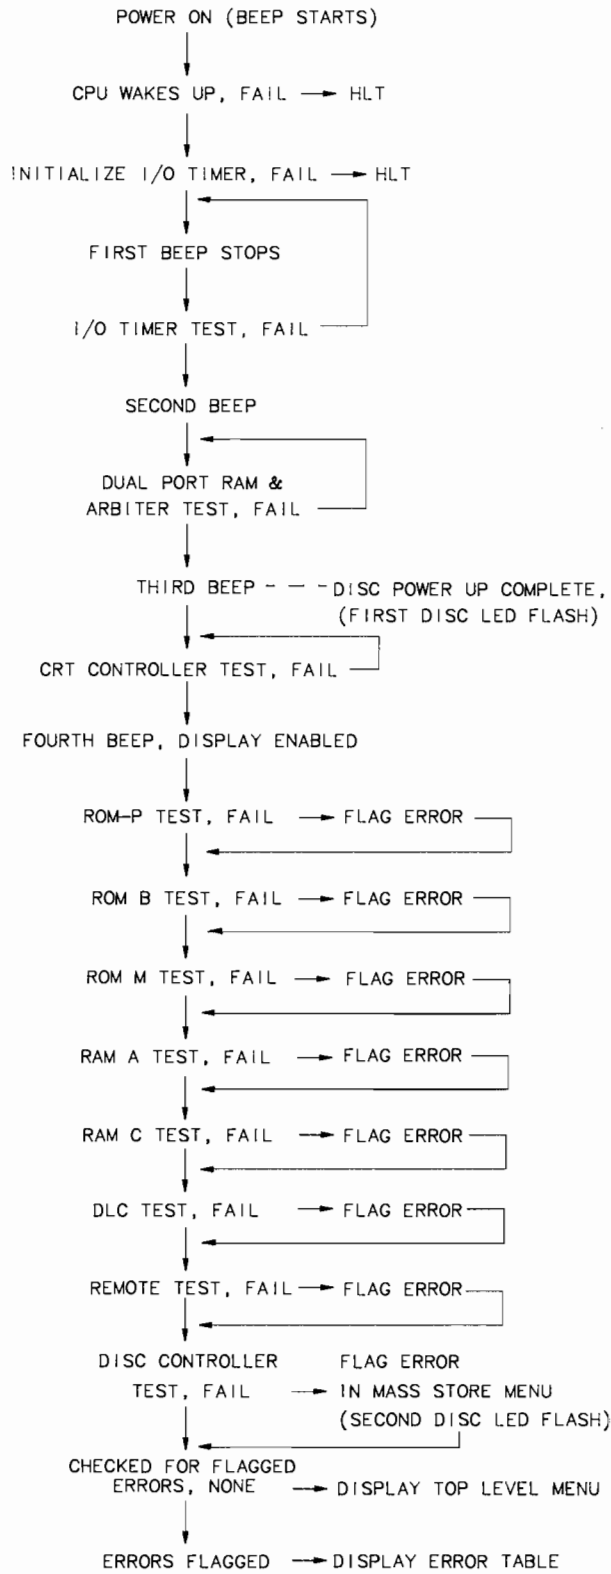 POWER ON (BEEP STARTS)
CPU WAKES UP, FAIL HLT
INITIALIZE I/O TIMER, FAIL HLT
FIRST BEEP STOPS
I/O TIMER TEST, FAIL
SECOND BEEP
DUAL PORT RAM &
ARBITER TEST, FAIL
THIRD BEEP - - - DISC POWER UP COMPLETE,
(FIRST DISC LED FLASH)
CRT CONTROLLER TEST, FAIL
FOURTH BEEP, DISPLAY ENABLED
ROM-P TEST, FAIL FLAG ERROR
ROM B TEST, FAIL FLAG ERROR
ROM M TEST, FAIL FLAG ERROR
RAM A TEST, FAIL FLAG ERROR
RAM C TEST, FAIL FLAG ERROR
DLC TEST, FAIL FLAG ERROR
REMOTE TEST, FAIL FLAG ERROR
DISC CONTROLLER FLAG ERROR
TEST, FAIL IN MASS STORE MENU
(SECOND DISC LED FLASH)
CHECKED FOR FLAGGED
ERRORS, NONE DISPLAY TOP LEVEL MENU
ERRORS FLAGGED DISPLAY ERROR TABLE